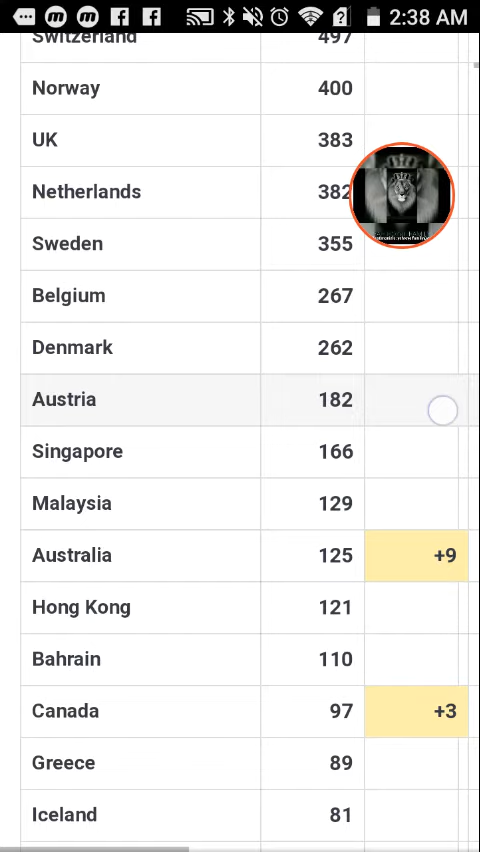 2:38 AM
Switzerland 497
Norway 400
UK 383
Netherlands 382
Sweden 355
Belgium 267
Denmark 262
Austria 182
Singapore 166
Malaysia 129
Australia 125 +9
Hong Kong 121
Bahrain 110
Canada 97 +3
Greece 89
Iceland 81